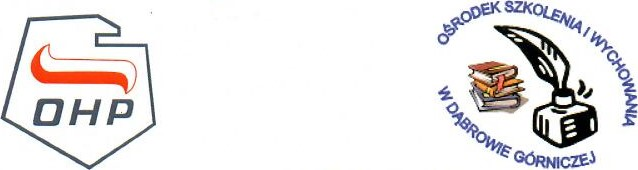 OHP
OŚRODEK SZKOLENIA I WYCHOWANIA
W DĄBROWIE GÓRNICZEJ